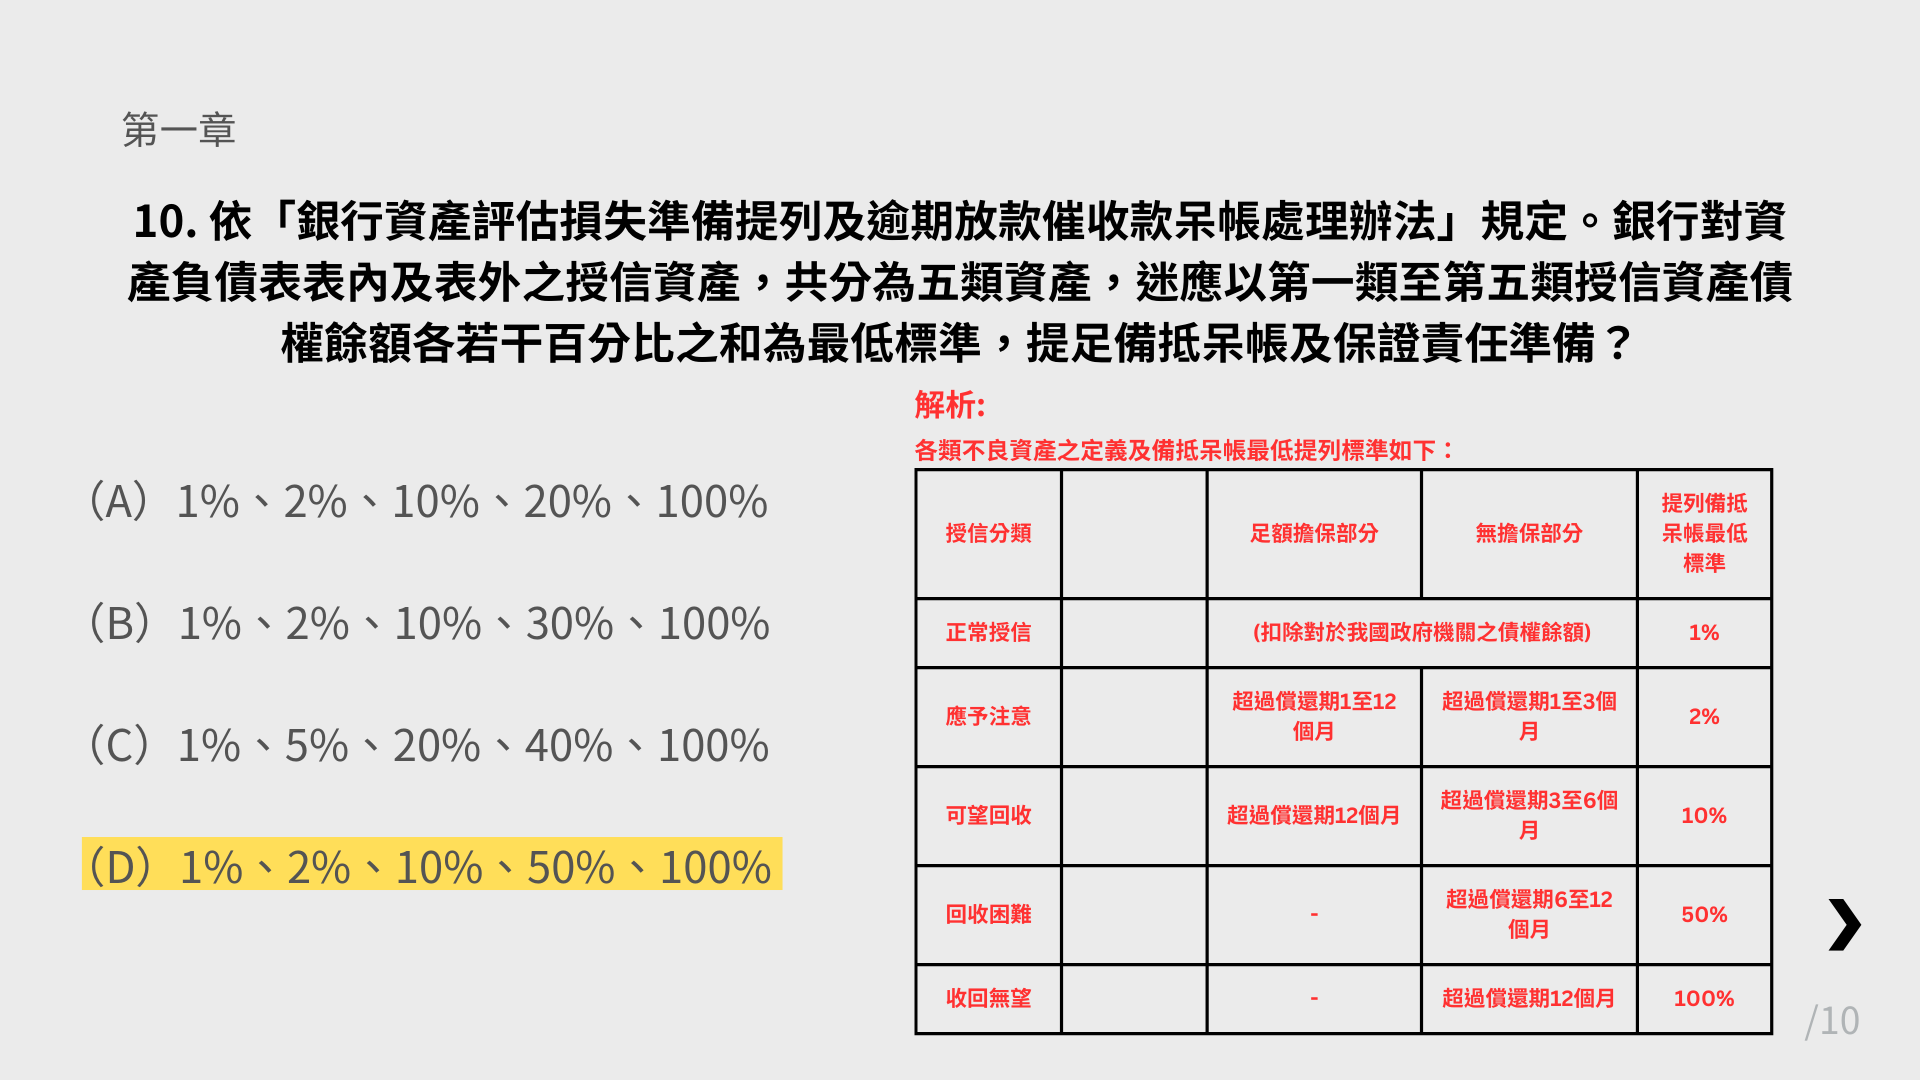 第一章
10. 依「銀行資產評估損失準備提列及逾期放款催收款呆帳處理辦法」規定。銀行對資
產負債表表內及表外之授信資產，共分為五類資產，迷應以第一類至第五類授信資產債
權餘額各若干百分比之和為最低標準，提足備抵呆帳及保證責任準備？
（A）1%、2%、10%、20%、100%
（B）1%、2%、10%、30%、100%
（C）1%、5%、20%、40%、100%
（D）1%、2%、10%、50%、100%
解析:
各類不良資產之定義及備抵呆帳最低提列標準如下：
授信分類
足額擔保部分
無擔保部分
提列備抵
呆帳最低
標準
正常授信
(扣除對於我國政府機關之債權餘額)
1%
應予注意
超過償還期1至12
個月
超過償還期1至3個
月
2%
可望回收
超過償還期12個月
超過償還期3至6個
月
10%
回收困難
-
超過償還期6至12
個月
50%
收回無望
-
超過償還期12個月
100%
/10